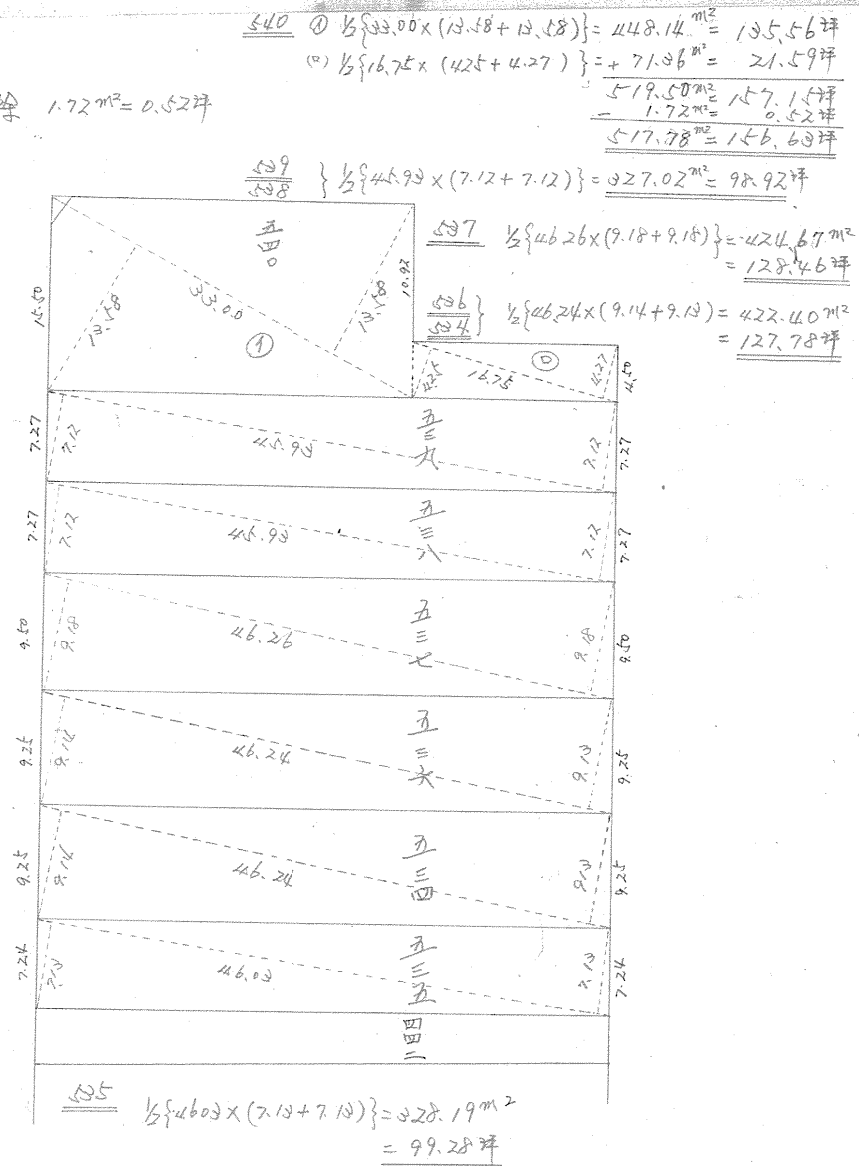 540 ① 1/2{33.00×(13.58+13.58)}= 448.14m²= 135.56坪
(ロ) 1/2{16.75×(4.25+4.27)}=+ 71.36m²= 21.59坪
519.50m²=157.15坪
1.72m²=0.52坪
- 1.72m²= 0.52坪
517.78m²=156.63坪
539
538 } 1/2{45.93×(7.12+7.12)}=327.02m²=98.92坪
537 1/2{46.26×(9.18+9.18)}=424.67m²
=128.46坪
536
534 } 1/2{46.24×(9.14+9.13)=422.40m²
=127.78坪
五四〇
15.50
13.58
33.00
13.58
10.92
①
ロ
4.25
16.75
4.27
4.50
7.27
7.12
45.93
五三九
7.12
7.27
7.27
7.12
45.93
五三八
7.12
7.27
9.50
9.18
46.26
五三七
9.18
9.50
9.25
9.14
46.24
五三六
9.13
9.25
9.25
9.14
46.24
五三四
9.13
9.25
7.24
7.13
46.03
五三五
7.13
7.24
四四二
535 1/2{46.03×(7.13+7.13)}=328.19m²
= 99.28坪